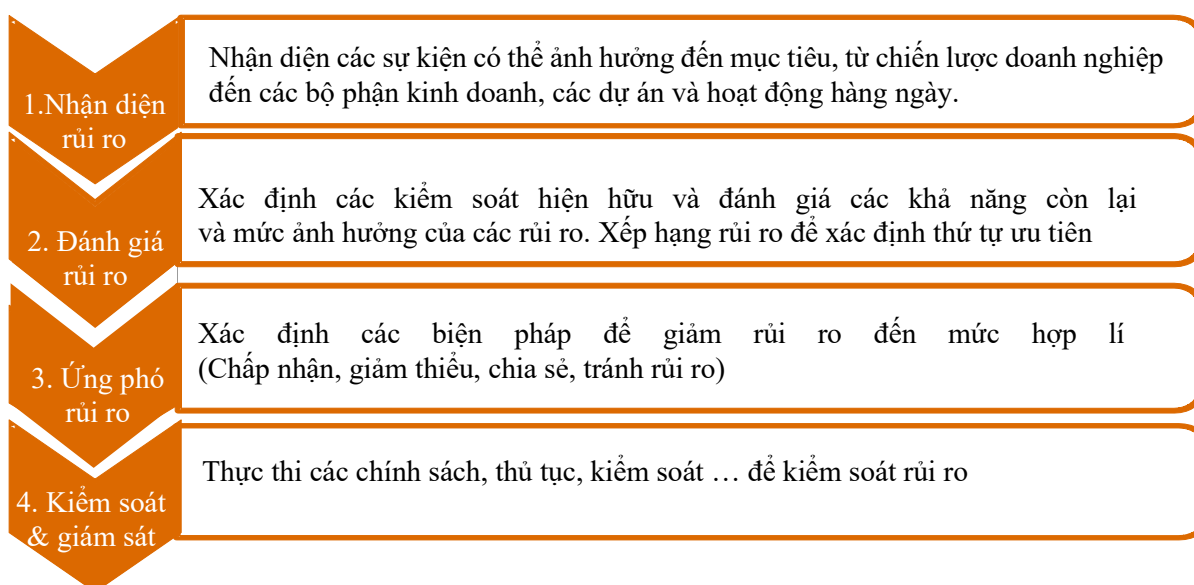 1.Nhận diện
rủi ro
Nhận diện các sự kiện có thể ảnh hưởng đến mục tiêu, từ chiến lược doanh nghiệp
đến các bộ phận kinh doanh, các dự án và hoạt động hàng ngày.
2. Đánh giá
rủi ro
Xác định các kiểm soát hiện hữu và đánh giá các khả năng còn lại
và mức ảnh hưởng của các rủi ro. Xếp hạng rủi ro để xác định thứ tự ưu tiên
3. Ứng phó
rủi ro
Xác định các biện pháp để giảm rủi ro đến mức hợp lí
(Chấp nhận, giảm thiểu, chia sẻ, tránh rủi ro)
4. Kiểm soát
& giám sát
Thực thi các chính sách, thủ tục, kiểm soát … để kiểm soát rủi ro